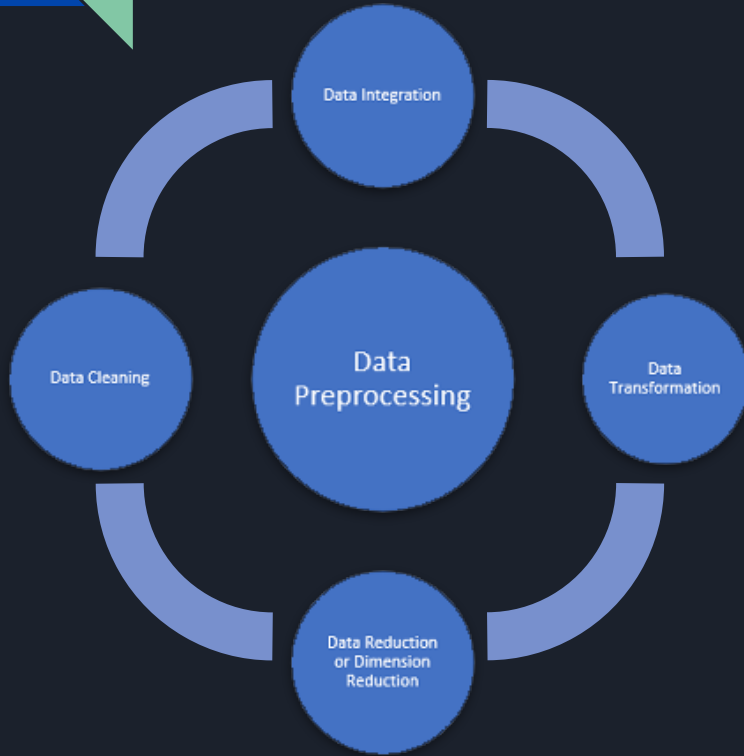 Data Integration
Data Cleaning
Data
Preprocessing
Data
Transformation
Data Reduction
or Dimension
Reduction